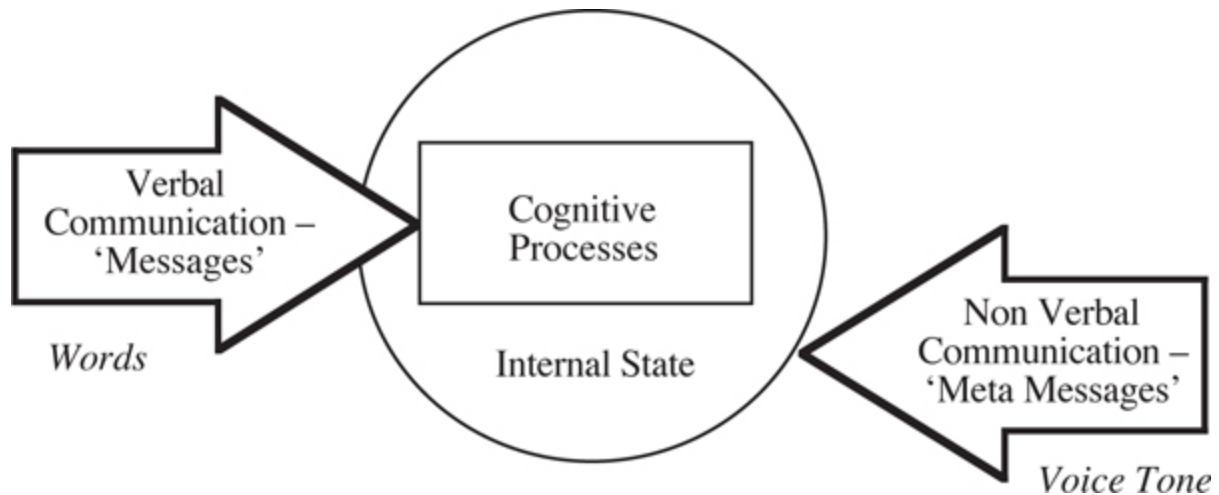 Verbal
Communication –
‘Messages’
Words
Cognitive
Processes
Internal State
Non Verbal
Communication –
‘Meta Messages’
Voice Tone